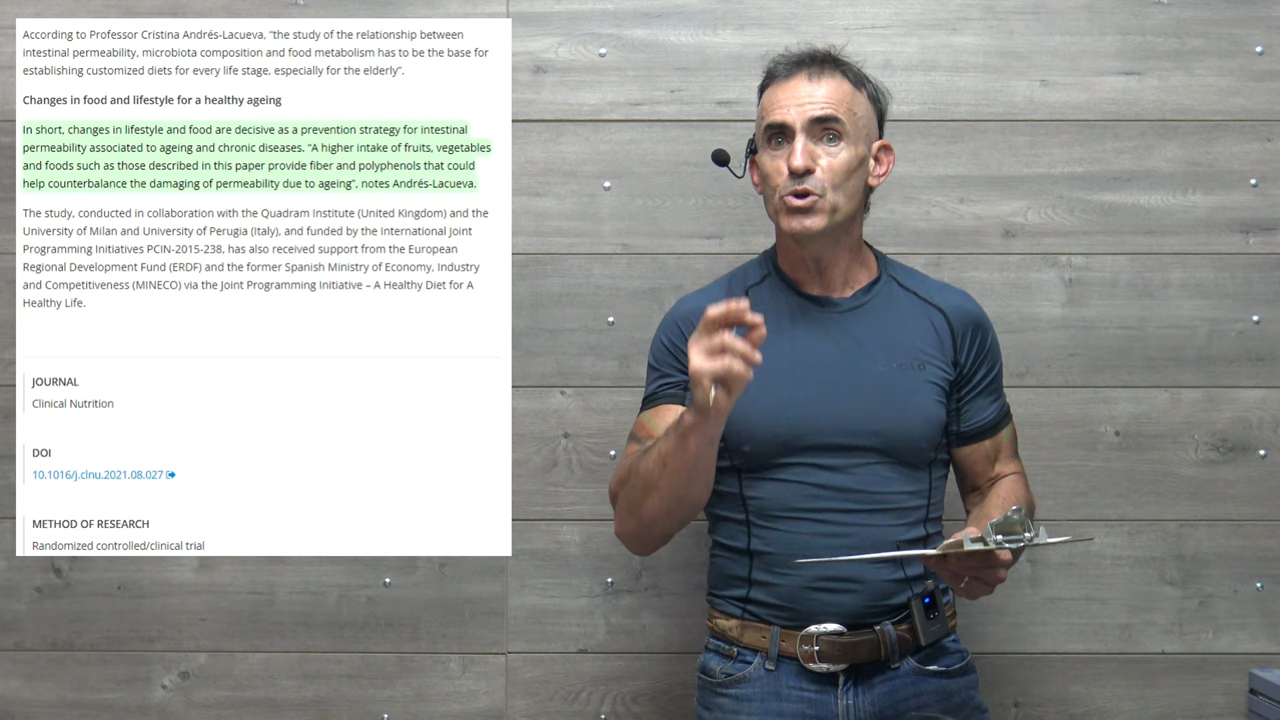 According to Professor Cristina Andrés-Lacueva, “the study of the relationship between
intestinal permeability, microbiota composition and food metabolism has to be the base for
establishing customized diets for every life stage, especially for the elderly”.
Changes in food and lifestyle for a healthy ageing
In short, changes in lifestyle and food are decisive as a prevention strategy for intestinal
permeability associated to ageing and chronic diseases. “A higher intake of fruits, vegetables
and foods such as those described in this paper provide fiber and polyphenols that could
help counterbalance the damaging of permeability due to ageing”, notes Andrés-Lacueva.
The study, conducted in collaboration with the Quadram Institute (United Kingdom) and the
University of Milan and University of Perugia (Italy), and funded by the International Joint
Programming Initiatives PCIN-2015-238, has also received support from the European
Regional Development Fund (ERDF) and the former Spanish Ministry of Economy, Industry
and Competitiveness (MINECO) via the Joint Programming Initiative – A Healthy Diet for A
Healthy Life.
JOURNAL
Clinical Nutrition
DOI
10.1016/j.clnu.2021.08.027
METHOD OF RESEARCH
Randomized controlled/clinical trial